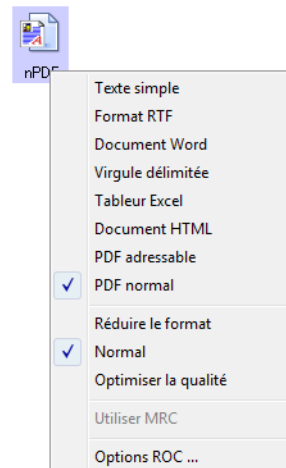 nPDF
Texte simple
Format RTF
Document Word
Virgule délimitée
Tableur Excel
Document HTML
PDF adressable
PDF normal
Réduire le format
Normal
Optimiser la qualité
Utiliser MRC
Options ROC ...